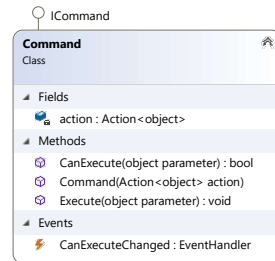 ICommand
Command
Class
Fields
action : Action<object>
Methods
CanExecute(object parameter) : bool
Command(Action<object> action)
Execute(object parameter) : void
Events
CanExecuteChanged : EventHandler